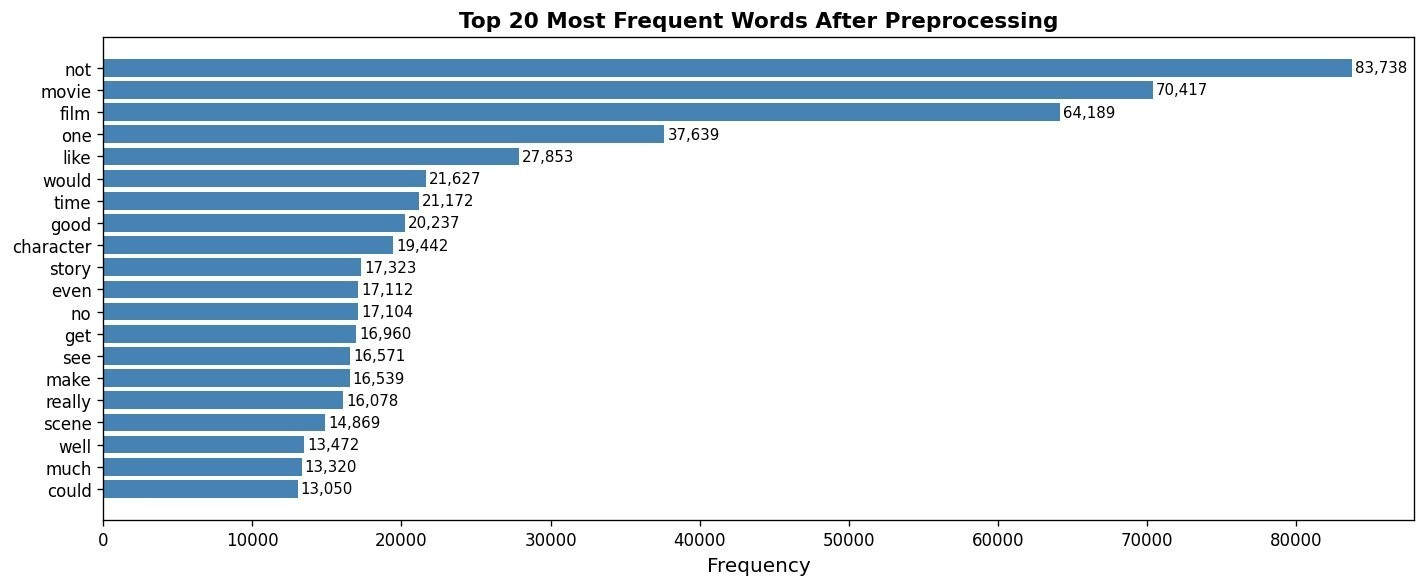 Top 20 Most Frequent Words After Preprocessing
not 83,738
movie 70,417
film 64,189
one 37,639
like 27,853
would 21,627
time 21,172
good 20,237
character 19,442
story 17,323
even 17,112
no 17,104
get 16,960
see 16,571
make 16,539
really 16,078
scene 14,869
well 13,472
much 13,320
could 13,050
0 10000 20000 30000 40000 50000 60000 70000 80000
Frequency